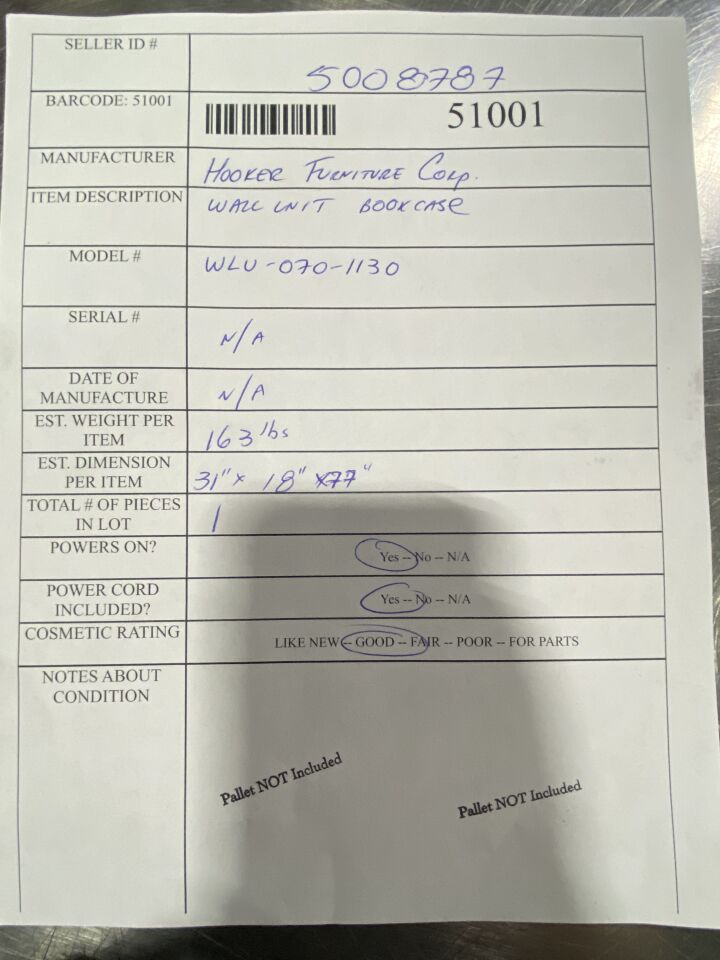 SELLER ID #
5008787
BARCODE: 51001
51001
MANUFACTURER
HOOKER FURNITURE CORP.
ITEM DESCRIPTION
WALL UNIT BOOKCASE
MODEL #
WLU-070-1130
SERIAL #
N/A
DATE OF
MANUFACTURE
N/A
EST. WEIGHT PER
ITEM
163 lbs
EST. DIMENSION
PER ITEM
31" x 18" x77"
TOTAL # OF PIECES
IN LOT
1
POWERS ON?
Yes -- No -- N/A
POWER CORD
INCLUDED?
Yes -- No -- N/A
COSMETIC RATING
LIKE NEW -- GOOD -- FAIR -- POOR -- FOR PARTS
NOTES ABOUT
CONDITION
Pallet NOT Included
Pallet NOT Included